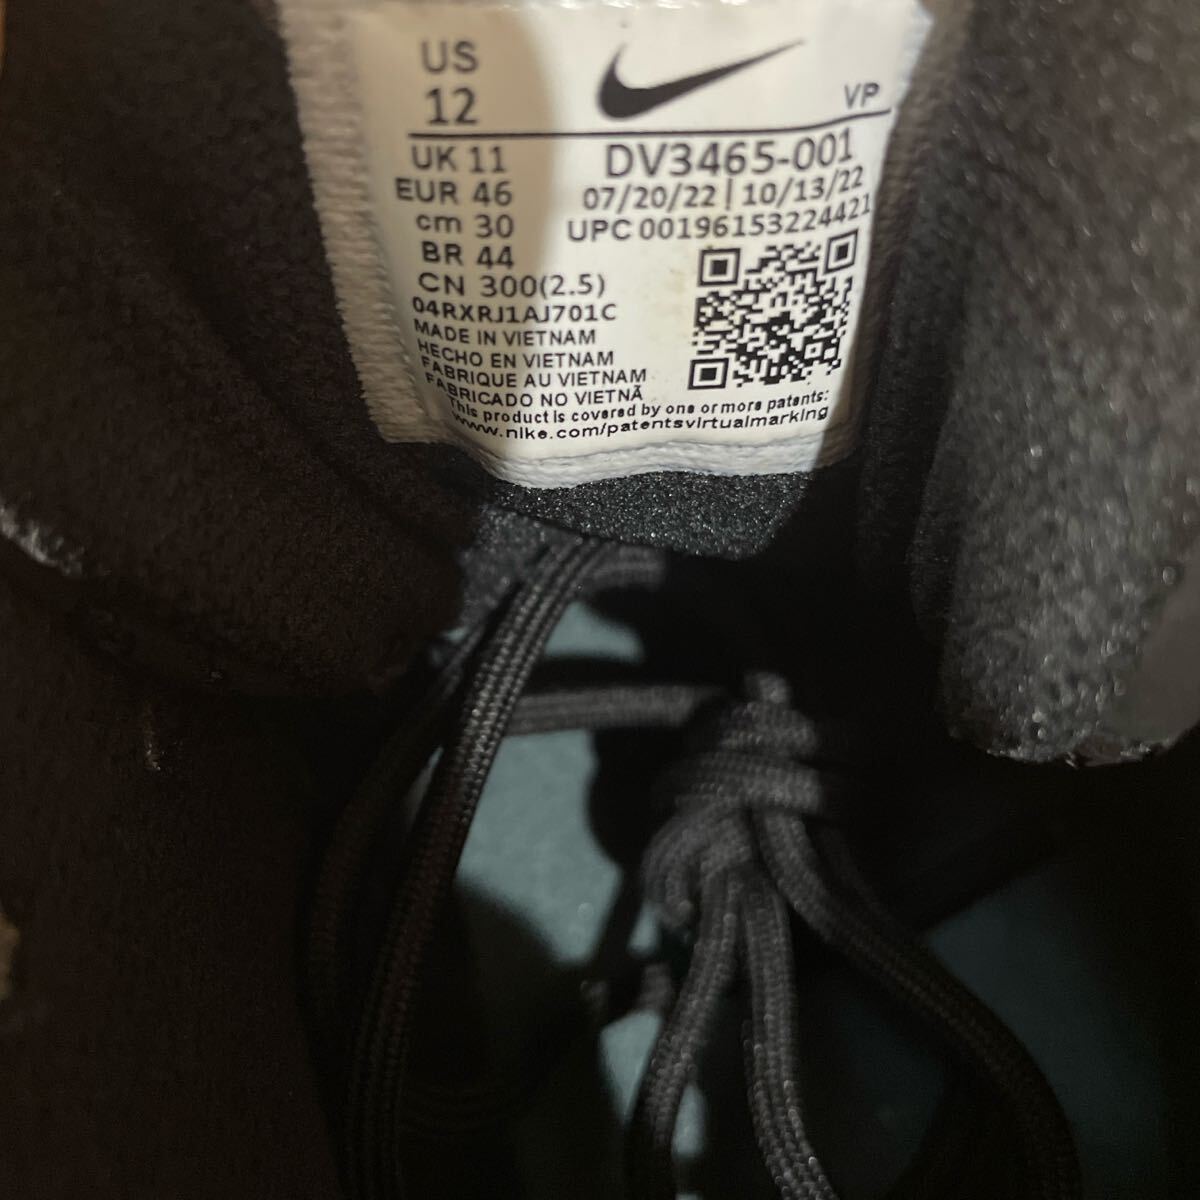 US
12
VP
UK 11
DV3465-001
EUR 46
07/20/22 | 10/13/22
cm 30
UPC 00196153224421
BR 44
CN 300(2.5)
04RXRJ1AJ701C
MADE IN VIETNAM
HECHO EN VIETNAM
FABRIQUE AU VIETNAM
FABRICADO NO VIETNÃ
This product is covered by one or more patents:
www.nike.com/patentsvirtualmarking